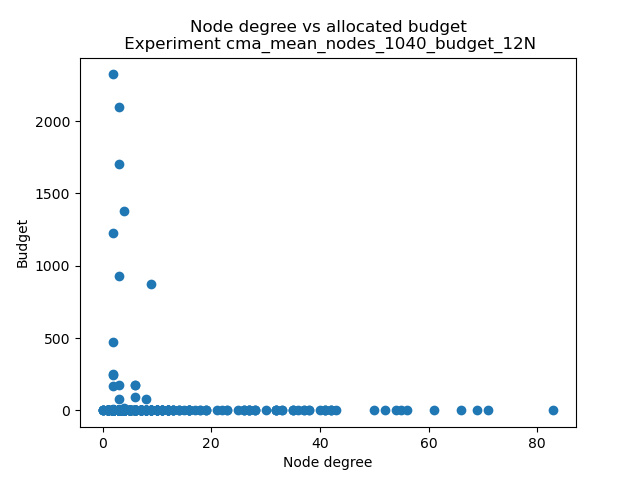 Node degree vs allocated budget
Experiment cma_mean_nodes_1040_budget_12N
Budget
2000
1500
1000
500
0
0 20 40 60 80
Node degree